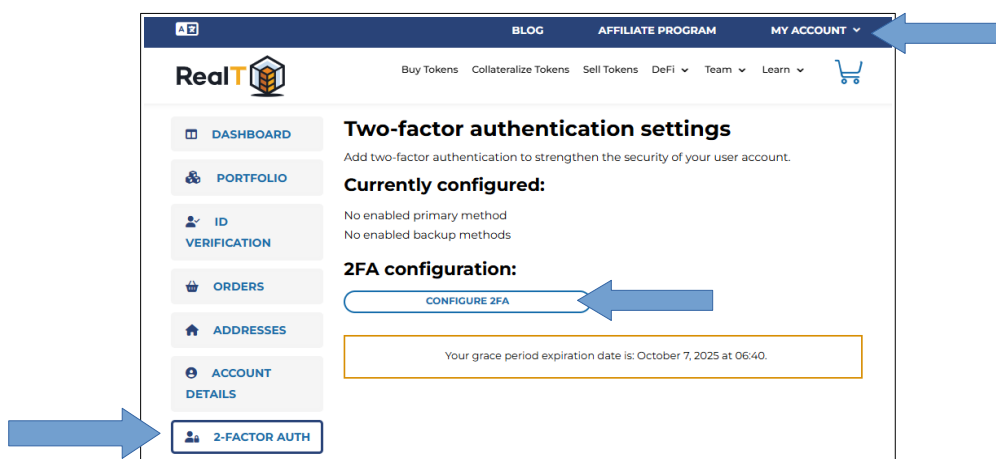 A
BLOG
AFFILIATE PROGRAM
MY ACCOUNT
RealT
Buy Tokens
Collateralize Tokens
Sell Tokens
DeFi
Team
Learn
DASHBOARD
PORTFOLIO
ID
VERIFICATION
ORDERS
ADDRESSES
ACCOUNT
DETAILS
2-FACTOR AUTH
Two-factor authentication settings
Add two-factor authentication to strengthen the security of your user account.
Currently configured:
No enabled primary method
No enabled backup methods
2FA configuration:
CONFIGURE 2FA
Your grace period expiration date is: October 7, 2025 at 06:40.